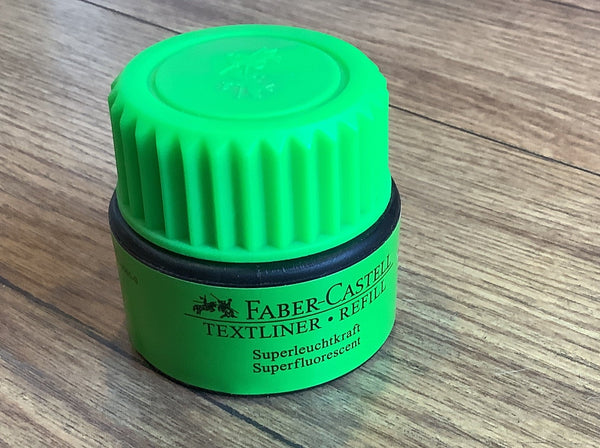 FABER-CASTELL
TEXTLINER • REFILL
Superleuchtkraft
Superfluorescent